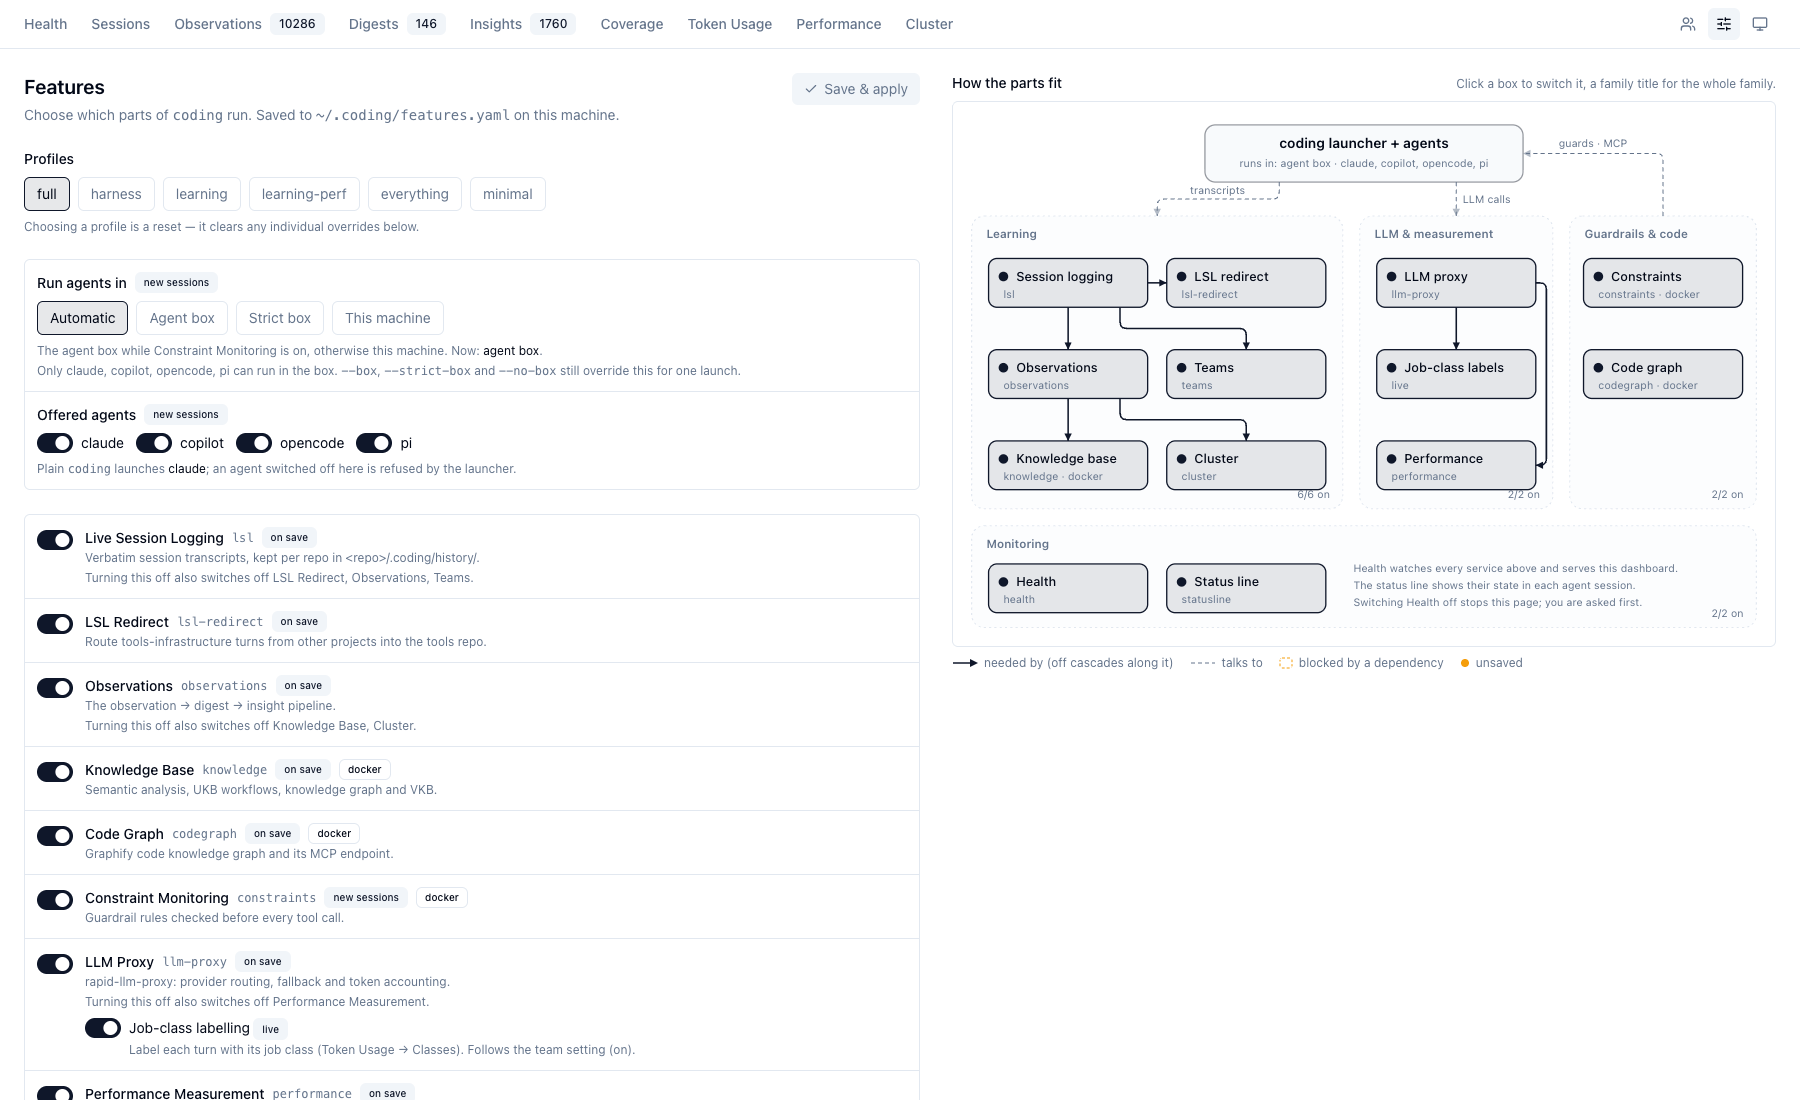 Health Sessions Observations 10286 Digests 146 Insights 1760 Coverage Token Usage Performance Cluster
Features
Save & apply
Choose which parts of coding run. Saved to ~/.coding/features.yaml on this machine.
Profiles
full harness learning learning-perf everything minimal
Choosing a profile is a reset — it clears any individual overrides below.
Run agents in new sessions
Automatic Agent box Strict box This machine
The agent box while Constraint Monitoring is on, otherwise this machine. Now: agent box.
Only claude, copilot, opencode, pi can run in the box. --box, --strict-box and --no-box still override this for one launch.
Offered agents new sessions
claude copilot opencode pi
Plain coding launches claude; an agent switched off here is refused by the launcher.
Live Session Logging lsl on save
Verbatim session transcripts, kept per repo in <repo>/.coding/history/.
Turning this off also switches off LSL Redirect, Observations, Teams.
LSL Redirect lsl-redirect on save
Route tools-infrastructure turns from other projects into the tools repo.
Observations observations on save
The observation → digest → insight pipeline.
Turning this off also switches off Knowledge Base, Cluster.
Knowledge Base knowledge on save docker
Semantic analysis, UKB workflows, knowledge graph and VKB.
Code Graph codegraph on save docker
Graphify code knowledge graph and its MCP endpoint.
Constraint Monitoring constraints new sessions docker
Guardrail rules checked before every tool call.
LLM Proxy llm-proxy on save
rapid-llm-proxy: provider routing, fallback and token accounting.
Turning this off also switches off Performance Measurement.
Job-class labelling live
Label each turn with its job class (Token Usage → Classes). Follows the team setting (on).
Performance Measurement performance on save
How the parts fit
Click a box to switch it, a family title for the whole family.
coding launcher + agents
runs in: agent box · claude, copilot, opencode, pi
guards · MCP
transcripts
LLM calls
Learning
Session logging
lsl
LSL redirect
lsl-redirect
Observations
observations
Teams
teams
Knowledge base
knowledge · docker
Cluster
cluster
6/6 on
LLM & measurement
LLM proxy
llm-proxy
Job-class labels
live
Performance
performance
2/2 on
Guardrails & code
Constraints
constraints · docker
Code graph
codegraph · docker
2/2 on
Monitoring
Health
health
Status line
statusline
Health watches every service above and serves this dashboard.
The status line shows their state in each agent session.
Switching Health off stops this page; you are asked first.
2/2 on
needed by (off cascades along it) talks to blocked by a dependency unsaved